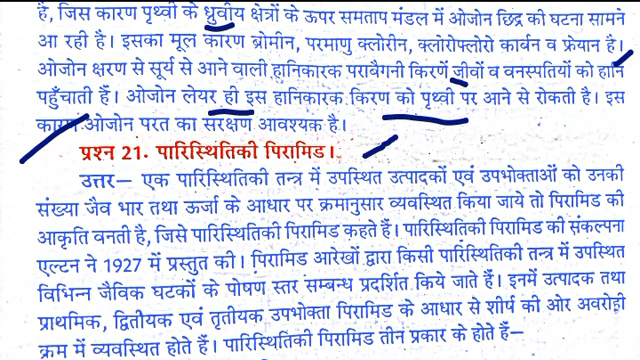 है, जिस कारण पृथ्वी के ध्रुवीय क्षेत्रों के ऊपर समताप मंडल में ओजोन छिद्र की घटना सामने
आ रही है। इसका मूल कारण ब्रोमीन, परमाणु क्लोरीन, क्लोरोफ्लोरो कार्बन व फ्रेयान है।
ओजोन क्षरण से सूर्य से आने वाली हानिकारक पराबैगनी किरणें जीवों व वनस्पतियों को हानि
पहुँचाती हैं। ओजोन लेयर ही इस हानिकारक किरण को पृथ्वी पर आने से रोकती है। इस
कारण ओजोन परत का संरक्षण आवश्यक है।
प्रश्न 21. पारिस्थितिकी पिरामिड।
उत्तर— एक पारिस्थितिकी तन्त्र में उपस्थित उत्पादकों एवं उपभोक्ताओं को उनकी
संख्या जैव भार तथा ऊर्जा के आधार पर क्रमानुसार व्यवस्थित किया जाये तो पिरामिड की
आकृति बनती है, जिसे पारिस्थितिकी पिरामिड कहते हैं। पारिस्थितिकी पिरामिड की संकल्पना
एल्टन ने 1927 में प्रस्तुत की। पिरामिड आरेखों द्वारा किसी पारिस्थितिकी तन्त्र में उपस्थित
विभिन्न जैविक घटकों के पोषण स्तर सम्बन्ध प्रदर्शित किये जाते हैं। इनमें उत्पादक तथा
प्राथमिक, द्वितीयक एवं तृतीयक उपभोक्ता पिरामिड के आधार से शीर्ष की ओर अवरोही
क्रम में व्यवस्थित होते हैं। पारिस्थितिकी पिरामिड तीन प्रकार के होते हैं—